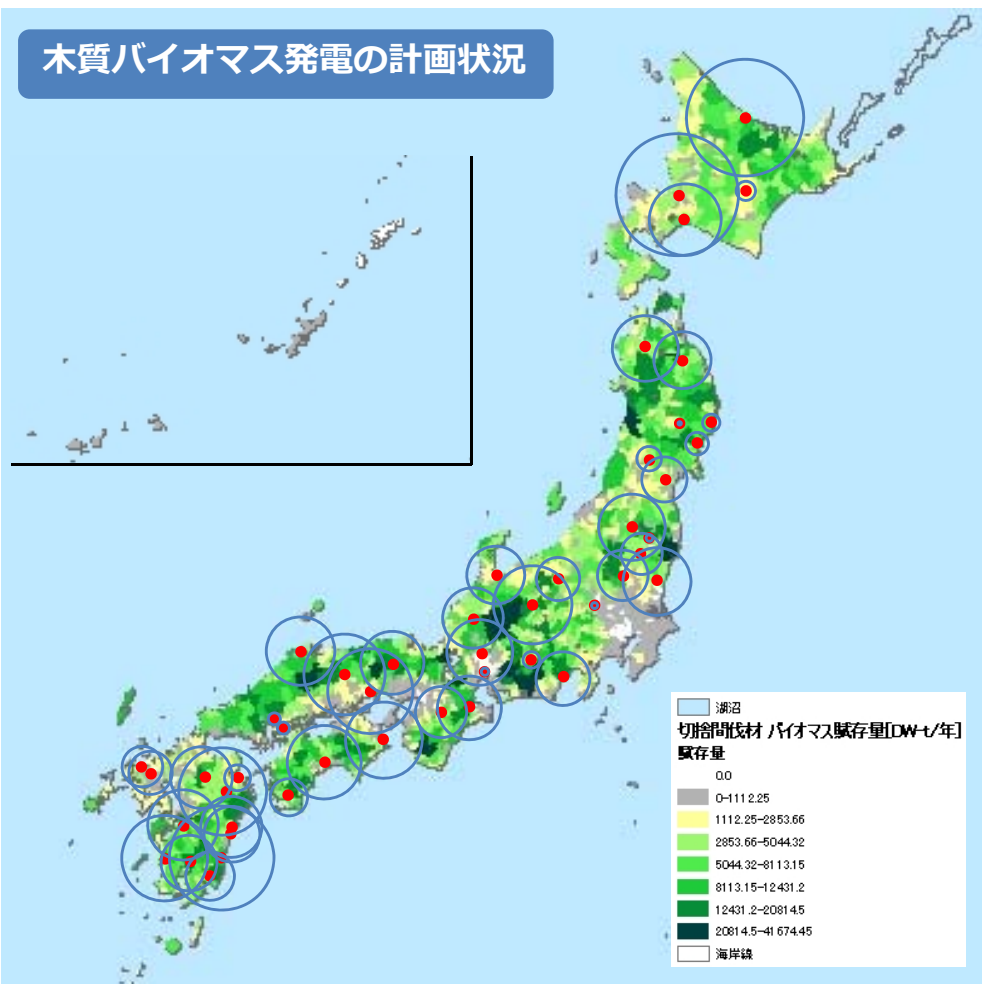 木質バイオマス発電の計画状況
湖沼
切捨間伐材 バイオマス賦存量[DW-t/年]
賦存量
0.0
0-1112.25
1112.25-2853.66
2853.66-5044.32
5044.32-8113.15
8113.15-12431.2
12431.2-20814.5
20814.5-41674.45
海岸線